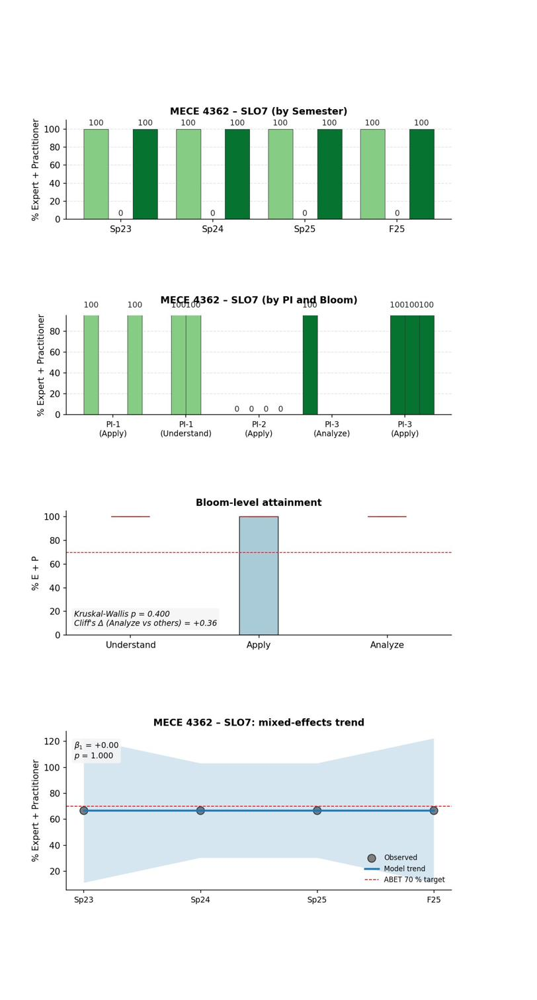 MECE 4362 – SLO7 (by Semester)
100 100 100 100 100 100 100 100
% Expert + Practitioner
100
80
60
40
20
0
0 0 0 0
Sp23 Sp24 Sp25 F25
MECE 4362 – SLO7 (by PI and Bloom)
100 100 100100 100 100100100
% Expert + Practitioner
80
60
40
20
0
0 0 0 0
PI-1 PI-1 PI-2 PI-3 PI-3
(Apply) (Understand) (Apply) (Analyze) (Apply)
Bloom-level attainment
% E + P
100
80
60
40
20
0
Kruskal-Wallis p = 0.400
Cliff's Δ (Analyze vs others) = +0.36
Understand Apply Analyze
MECE 4362 – SLO7: mixed-effects trend
β₁ = +0.00
p = 1.000
% Expert + Practitioner
120
100
80
60
40
20
Observed
Model trend
ABET 70 % target
Sp23 Sp24 Sp25 F25